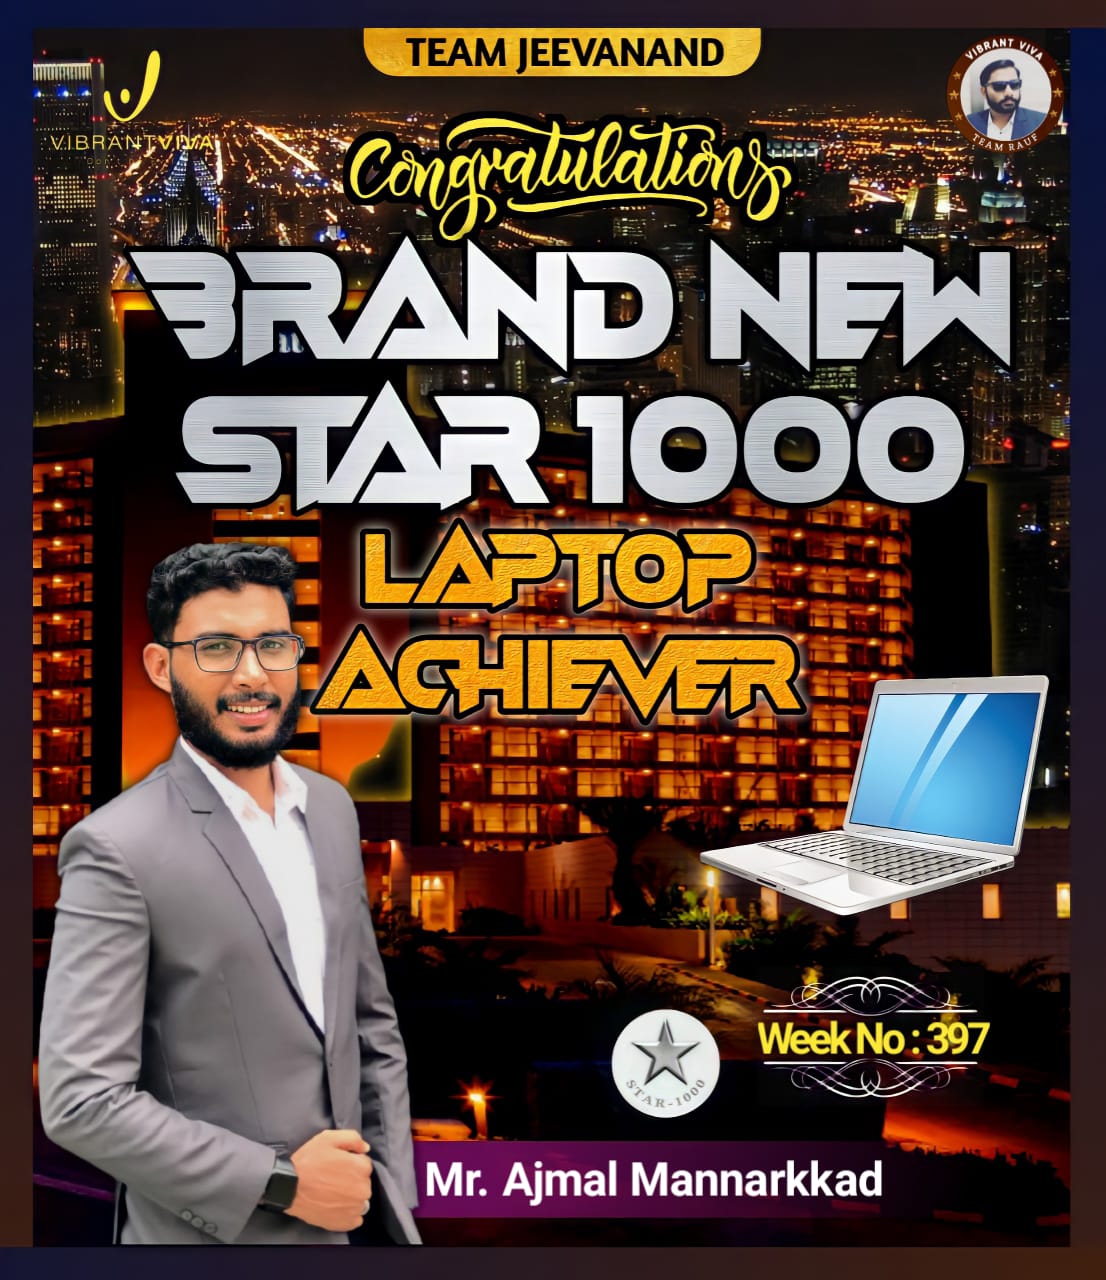 TEAM JEEVANAND
VIBRANTVIVA
VIBRANT VIVA
TEAM RAUF
Congratulations
BRAND NEW
STAR 1000
LAPTOP
ACHIEVER
Week No : 397
STAR-1000
Mr. Ajmal Mannarkkad